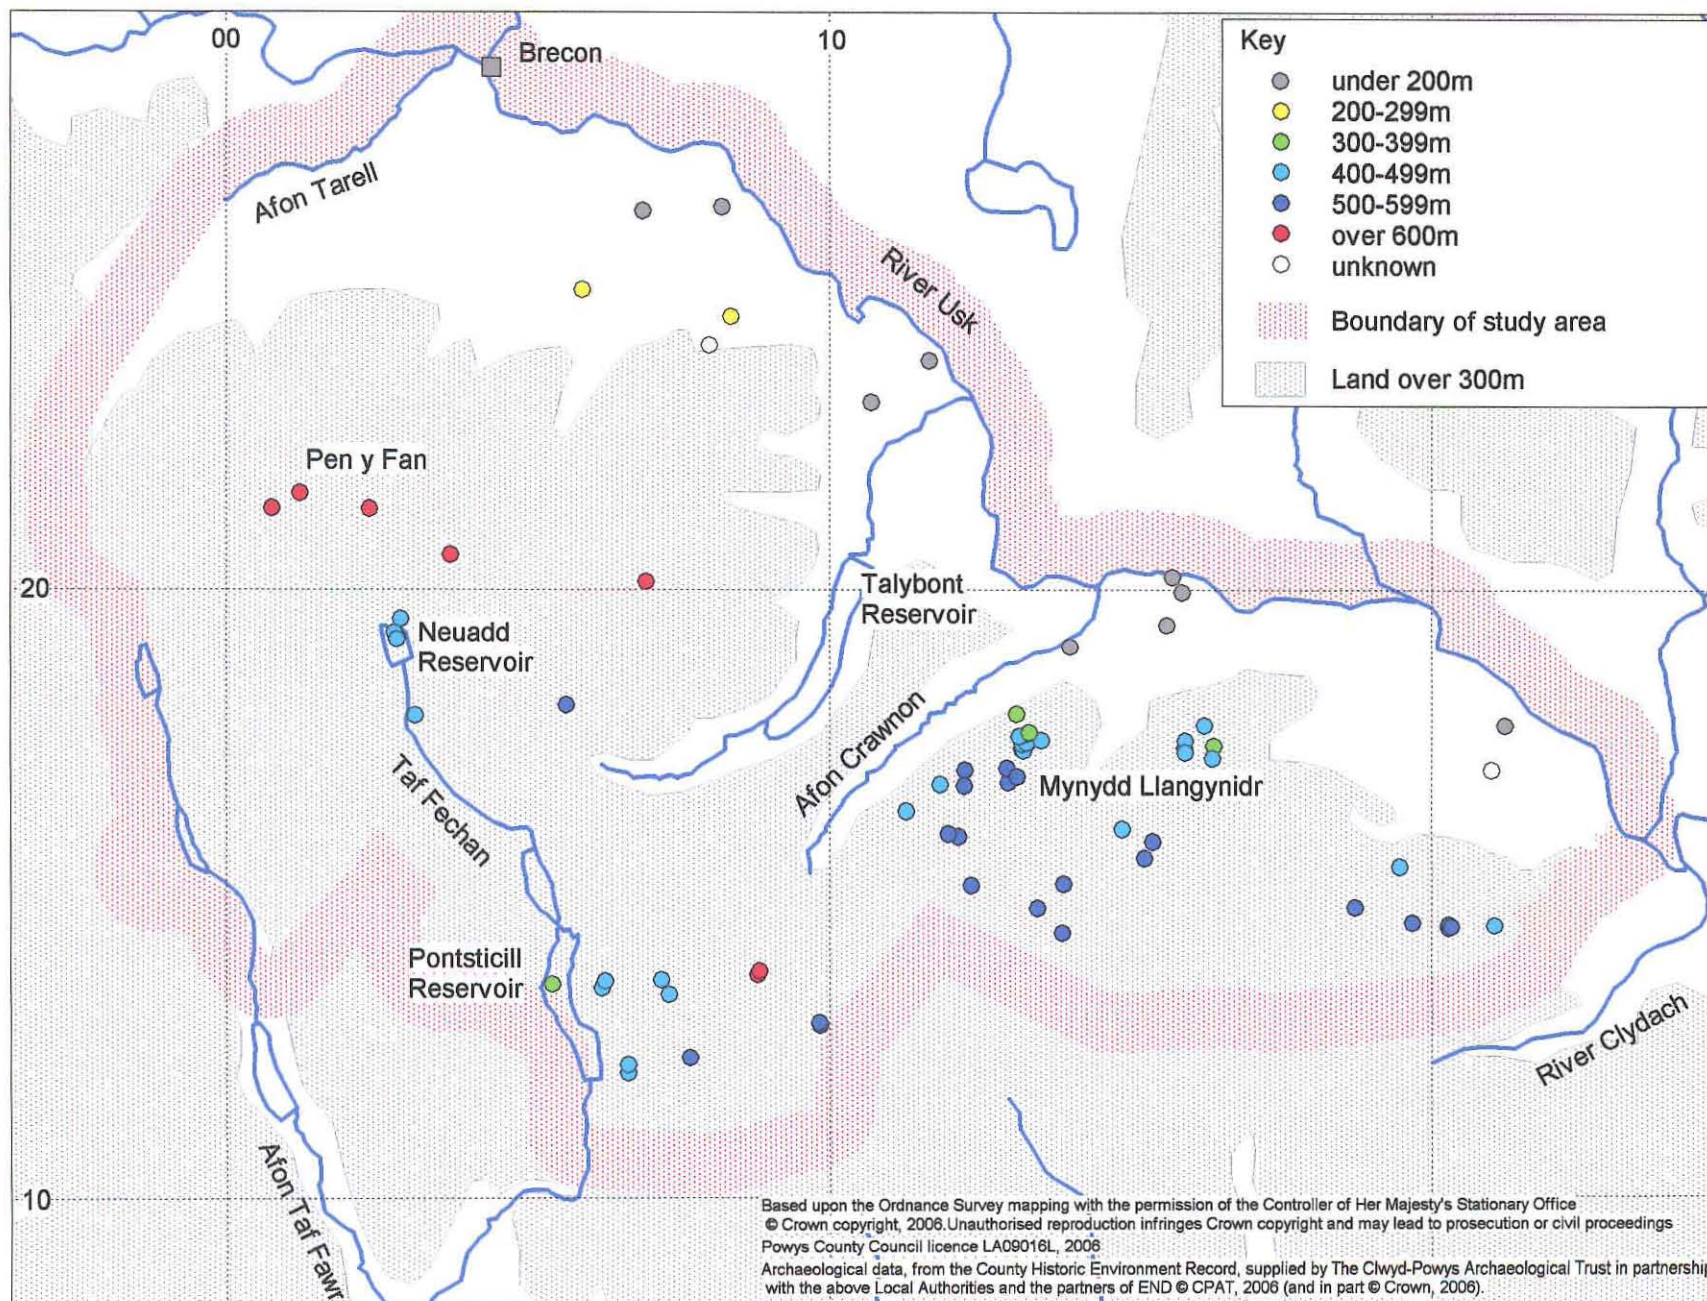 00
10
Brecon
Key
under 200m
200-299m
300-399m
400-499m
500-599m
over 600m
unknown
Boundary of study area
Land over 300m
Afon Tarell
River Usk
Pen y Fan
20
Talybont
Reservoir
Neuadd
Reservoir
Afon Crawnon
Taf Fechan
Mynydd Llangynidr
Pontsticill
Reservoir
River Clydach
Afon Taf Fawr
10
Based upon the Ordnance Survey mapping with the permission of the Controller of Her Majesty's Stationary Office
© Crown copyright, 2006.Unauthorised reproduction infringes Crown copyright and may lead to prosecution or civil proceedings
Powys County Council licence LA09016L, 2006
Archaeological data, from the County Historic Environment Record, supplied by The Clwyd-Powys Archaeological Trust in partnership
with the above Local Authorities and the partners of END © CPAT, 2006 (and in part © Crown, 2006).